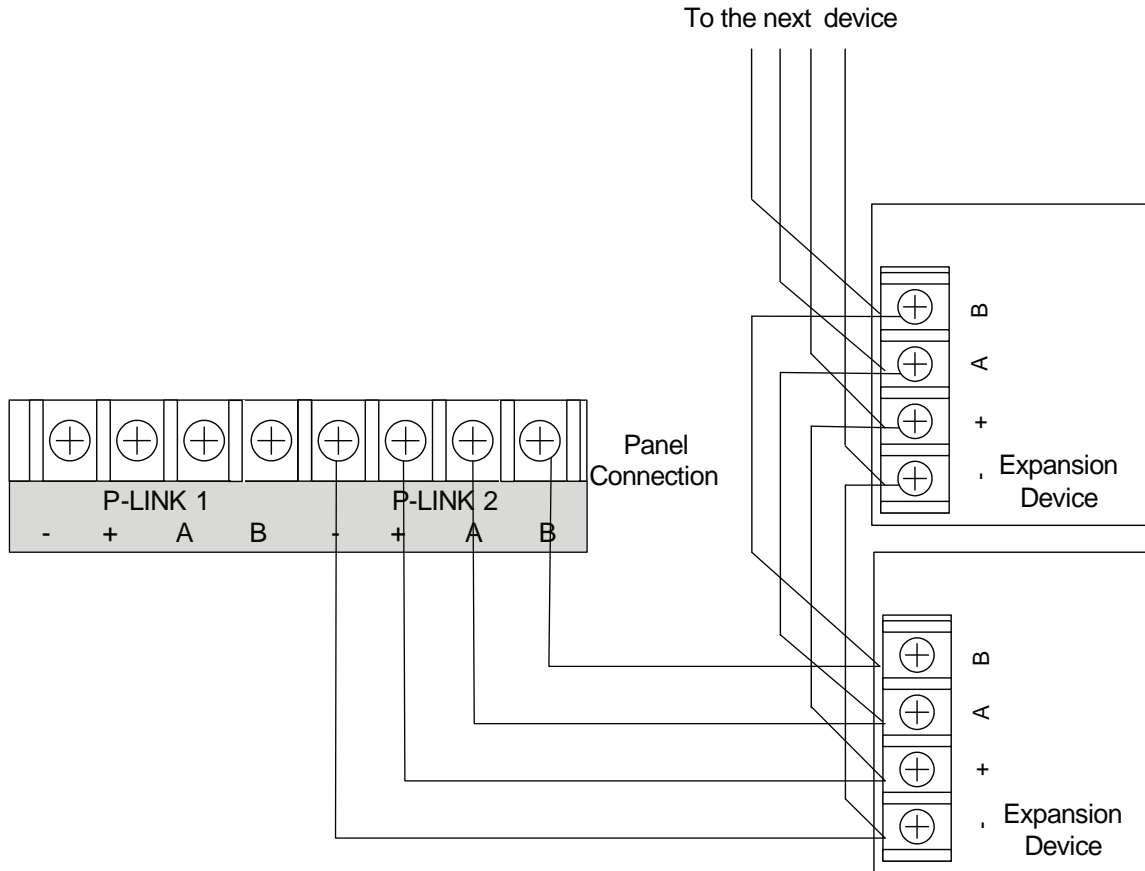 To the next device
B
A
+
-
Expansion
Device
Panel
Connection
P-LINK 1
P-LINK 2
- + A B - + A B
B
A
+
-
Expansion
Device